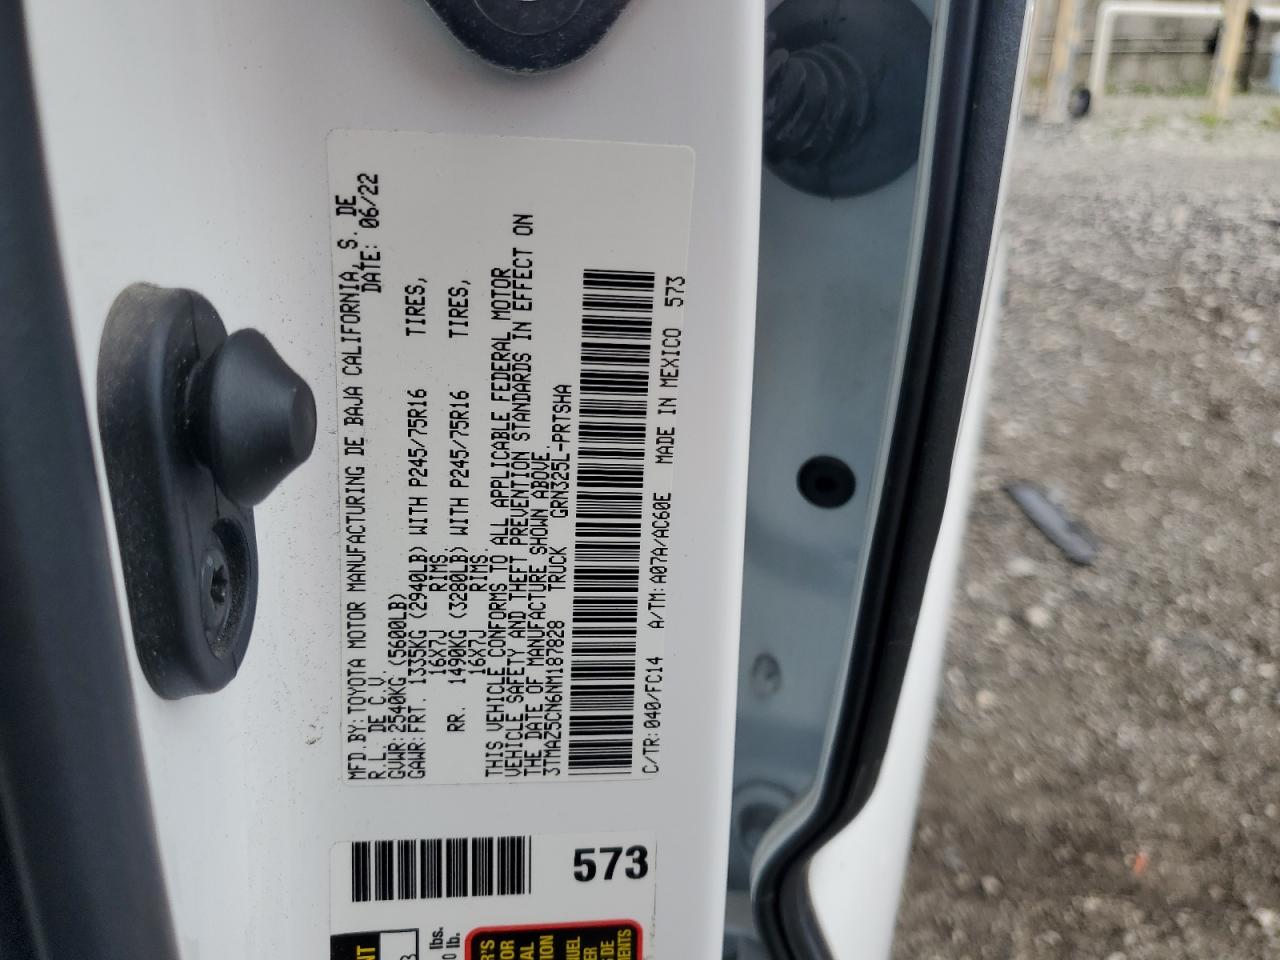 MFD.BY:TOYOTA MOTOR MANUFACTURING DE BAJA CALIFORNIA, S. DE
R.L. DE C.V. DATE: 06/22
GVWR:2540KG (5600LB)
GAWR:FRT. 1335KG (2940LB) WITH P245/75R16 TIRES,
16X7J RIMS.
RR. 1490KG (3280LB) WITH P245/75R16 TIRES,
16X7J RIMS.
THIS VEHICLE CONFORMS TO ALL APPLICABLE FEDERAL MOTOR
VEHICLE SAFETY AND THEFT PREVENTION STANDARDS IN EFFECT ON
THE DATE OF MANUFACTURE SHOWN ABOVE.
3TMAZ5CN6NM187828 TRUCK GRN325L-PRTSHA
C/TR:040/FC14 A/TM:A07A/AC60E MADE IN MEXICO 573
573
lbs.
lb.